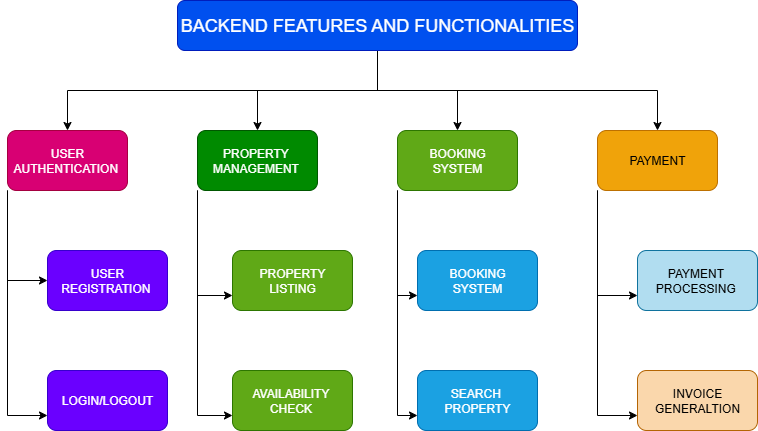 BACKEND FEATURES AND FUNCTIONALITIES
USER
AUTHENTICATION
PROPERTY
MANAGEMENT
BOOKING
SYSTEM
PAYMENT
USER
REGISTRATION
PROPERTY
LISTING
BOOKING
SYSTEM
PAYMENT
PROCESSING
LOGIN/LOGOUT
AVAILABILITY
CHECK
SEARCH
PROPERTY
INVOICE
GENERALTION